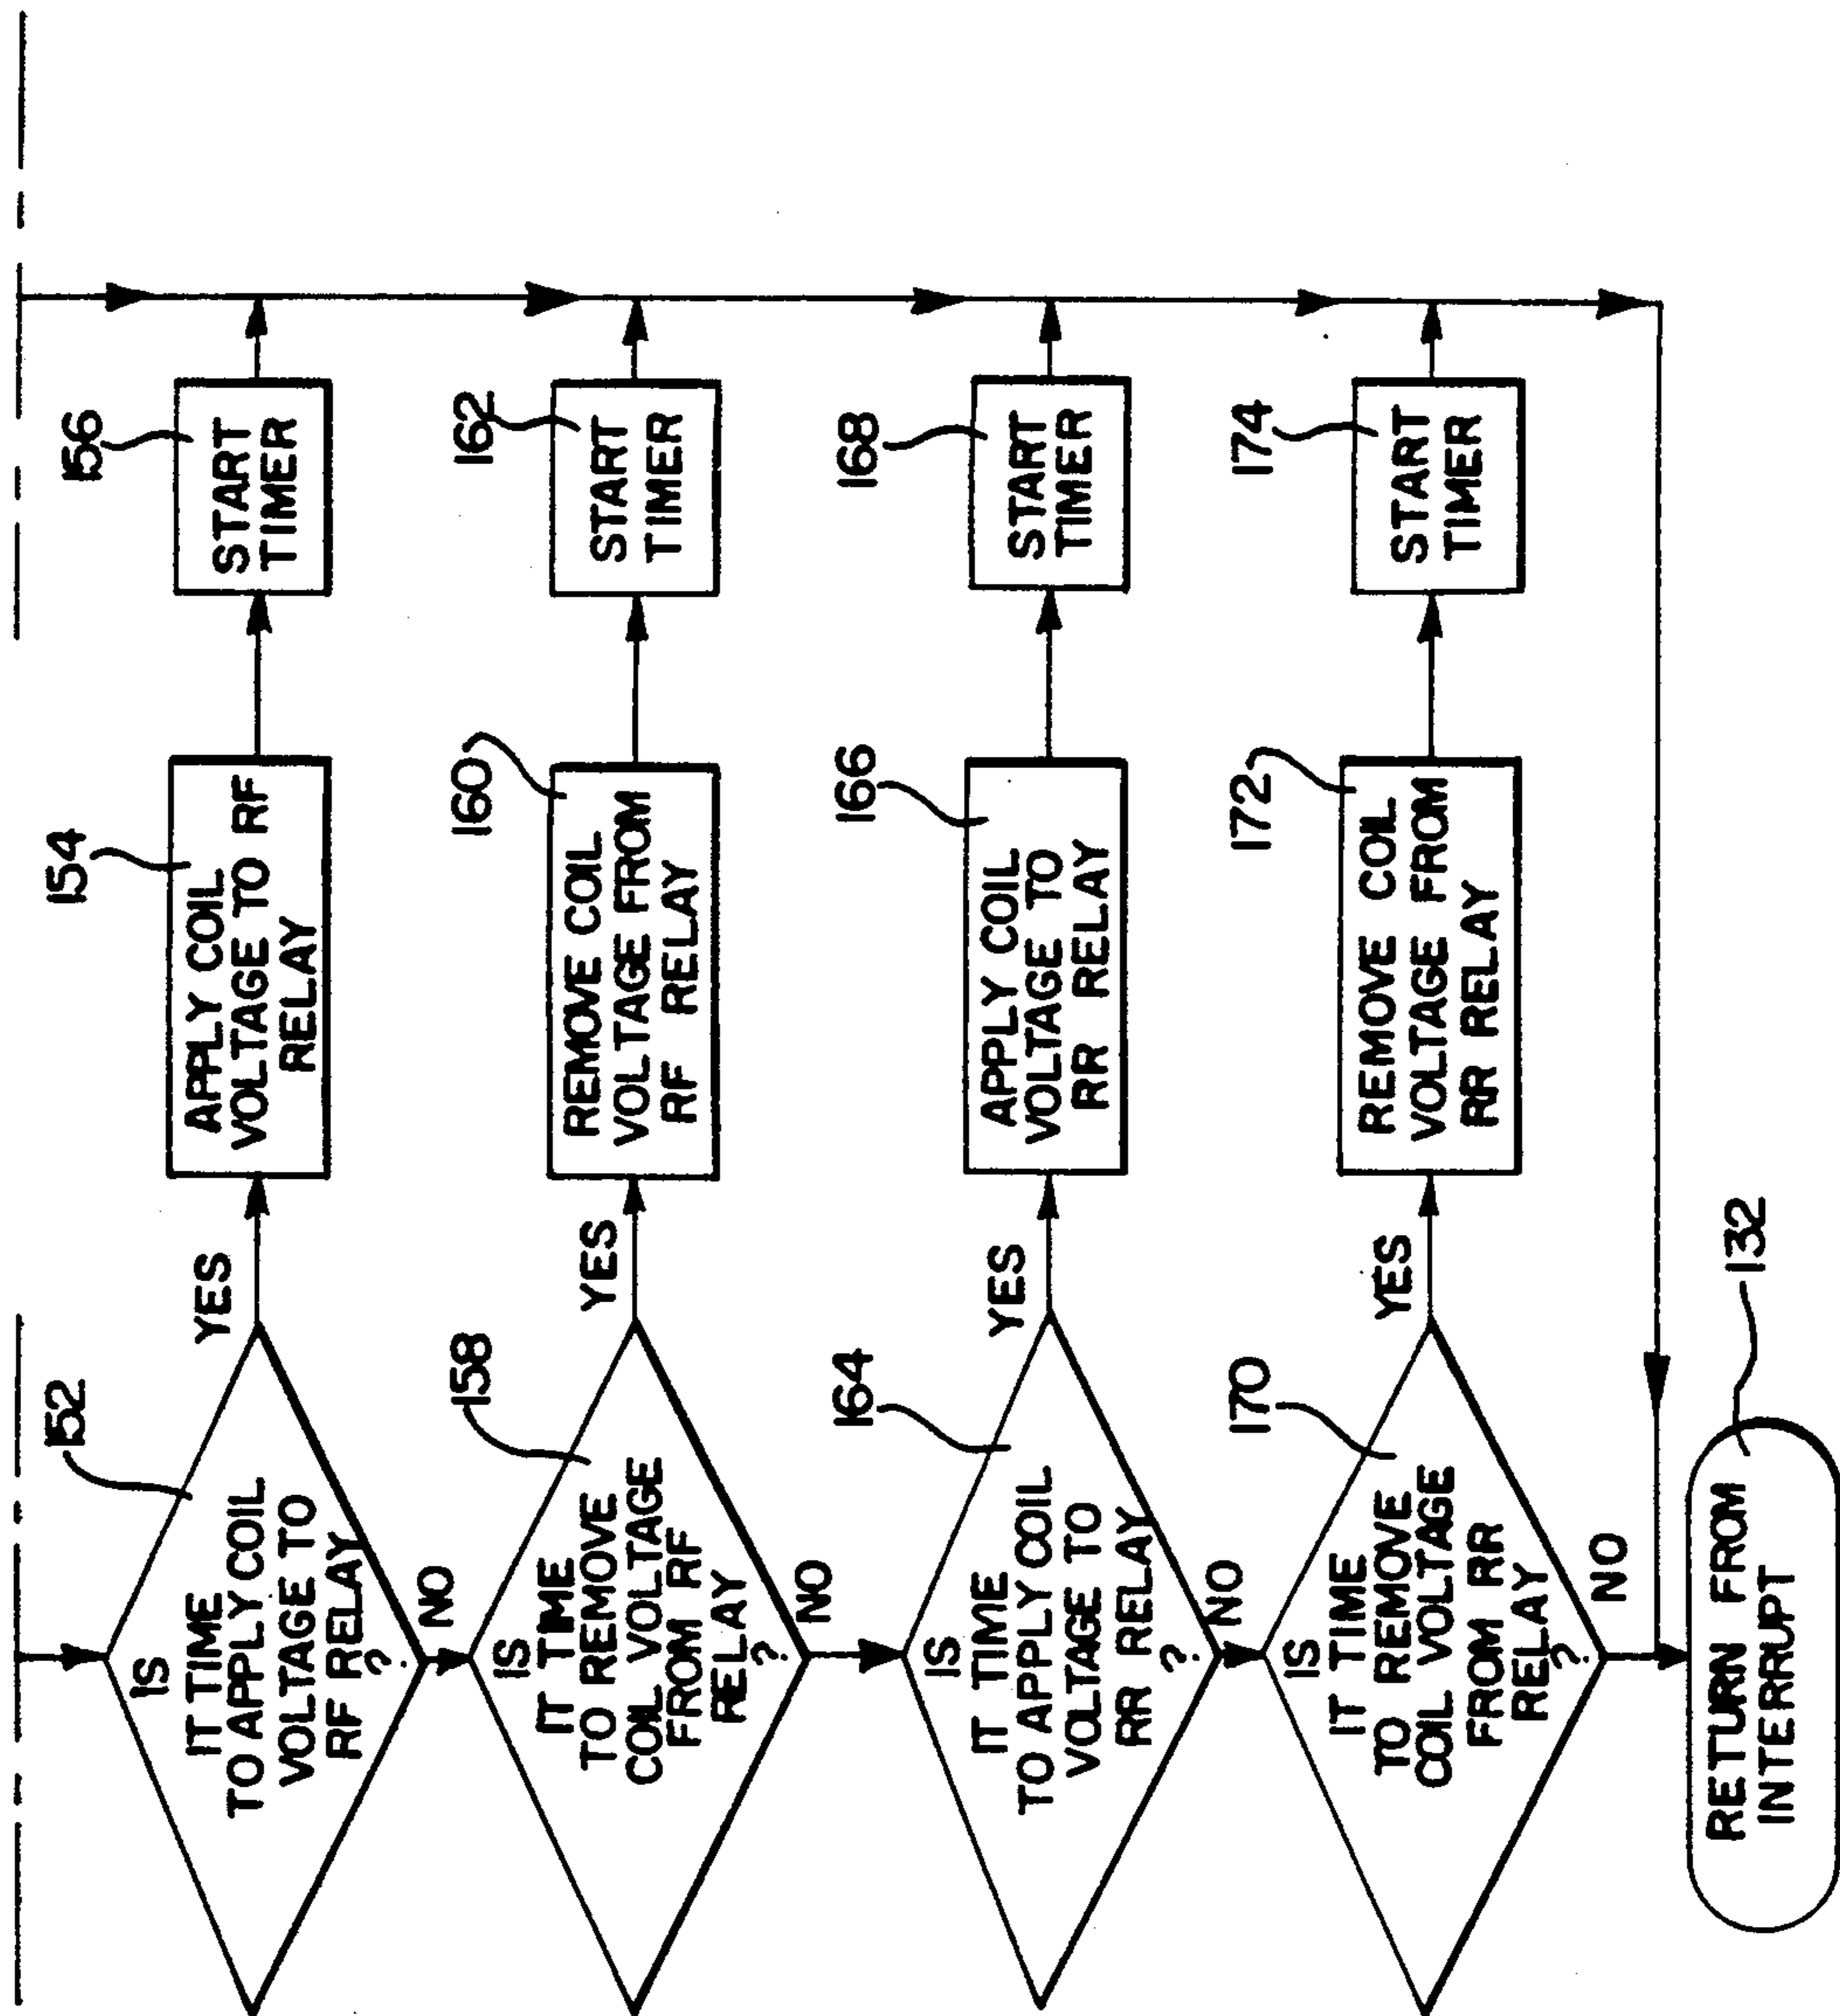 152
IS
IT TIME
TO APPLY COIL
VOLTAGE TO
RF RELAY
?
YES
NO
154
APPLY COIL
VOLTAGE TO RF
RELAY
156
START
TIMER
158
IS
IT TIME
TO REMOVE
COIL VOLTAGE
FROM RF
RELAY
?
YES
NO
160
REMOVE COIL
VOLTAGE FROM
RF RELAY
162
START
TIMER
164
IS
IT TIME
TO APPLY COIL
VOLTAGE TO
RR RELAY
?
YES
NO
166
APPLY COIL
VOLTAGE TO
RR RELAY
168
START
TIMER
170
IS
IT TIME
TO REMOVE
COIL VOLTAGE
FROM RR
RELAY
?
YES
NO
172
REMOVE COIL
VOLTAGE FROM
RR RELAY
174
START
TIMER
132
RETURN FROM
INTERRUPT